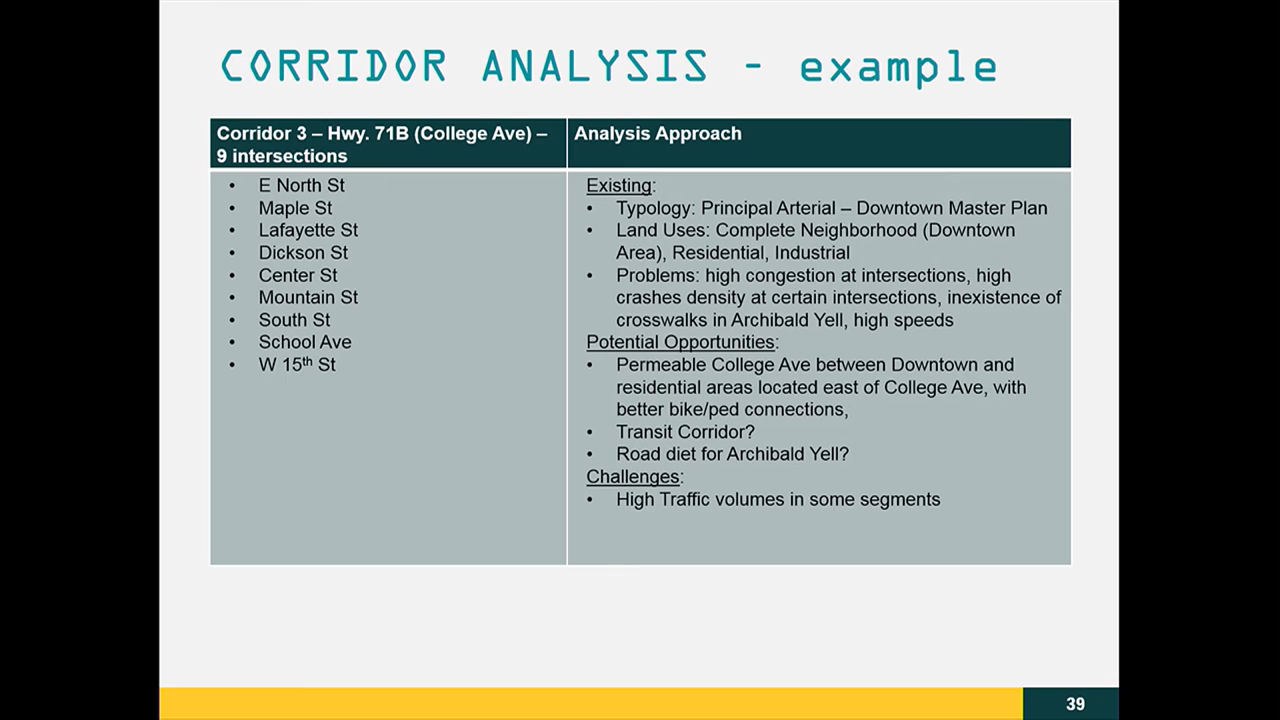 CORRIDOR ANALYSIS - example
Corridor 3 – Hwy. 71B (College Ave) –
9 intersections
• E North St
• Maple St
• Lafayette St
• Dickson St
• Center St
• Mountain St
• South St
• School Ave
• W 15th St
Analysis Approach
Existing:
• Typology: Principal Arterial – Downtown Master Plan
• Land Uses: Complete Neighborhood (Downtown
Area), Residential, Industrial
• Problems: high congestion at intersections, high
crashes density at certain intersections, inexistence of
crosswalks in Archibald Yell, high speeds
Potential Opportunities:
• Permeable College Ave between Downtown and
residential areas located east of College Ave, with
better bike/ped connections,
• Transit Corridor?
• Road diet for Archibald Yell?
Challenges:
• High Traffic volumes in some segments
39